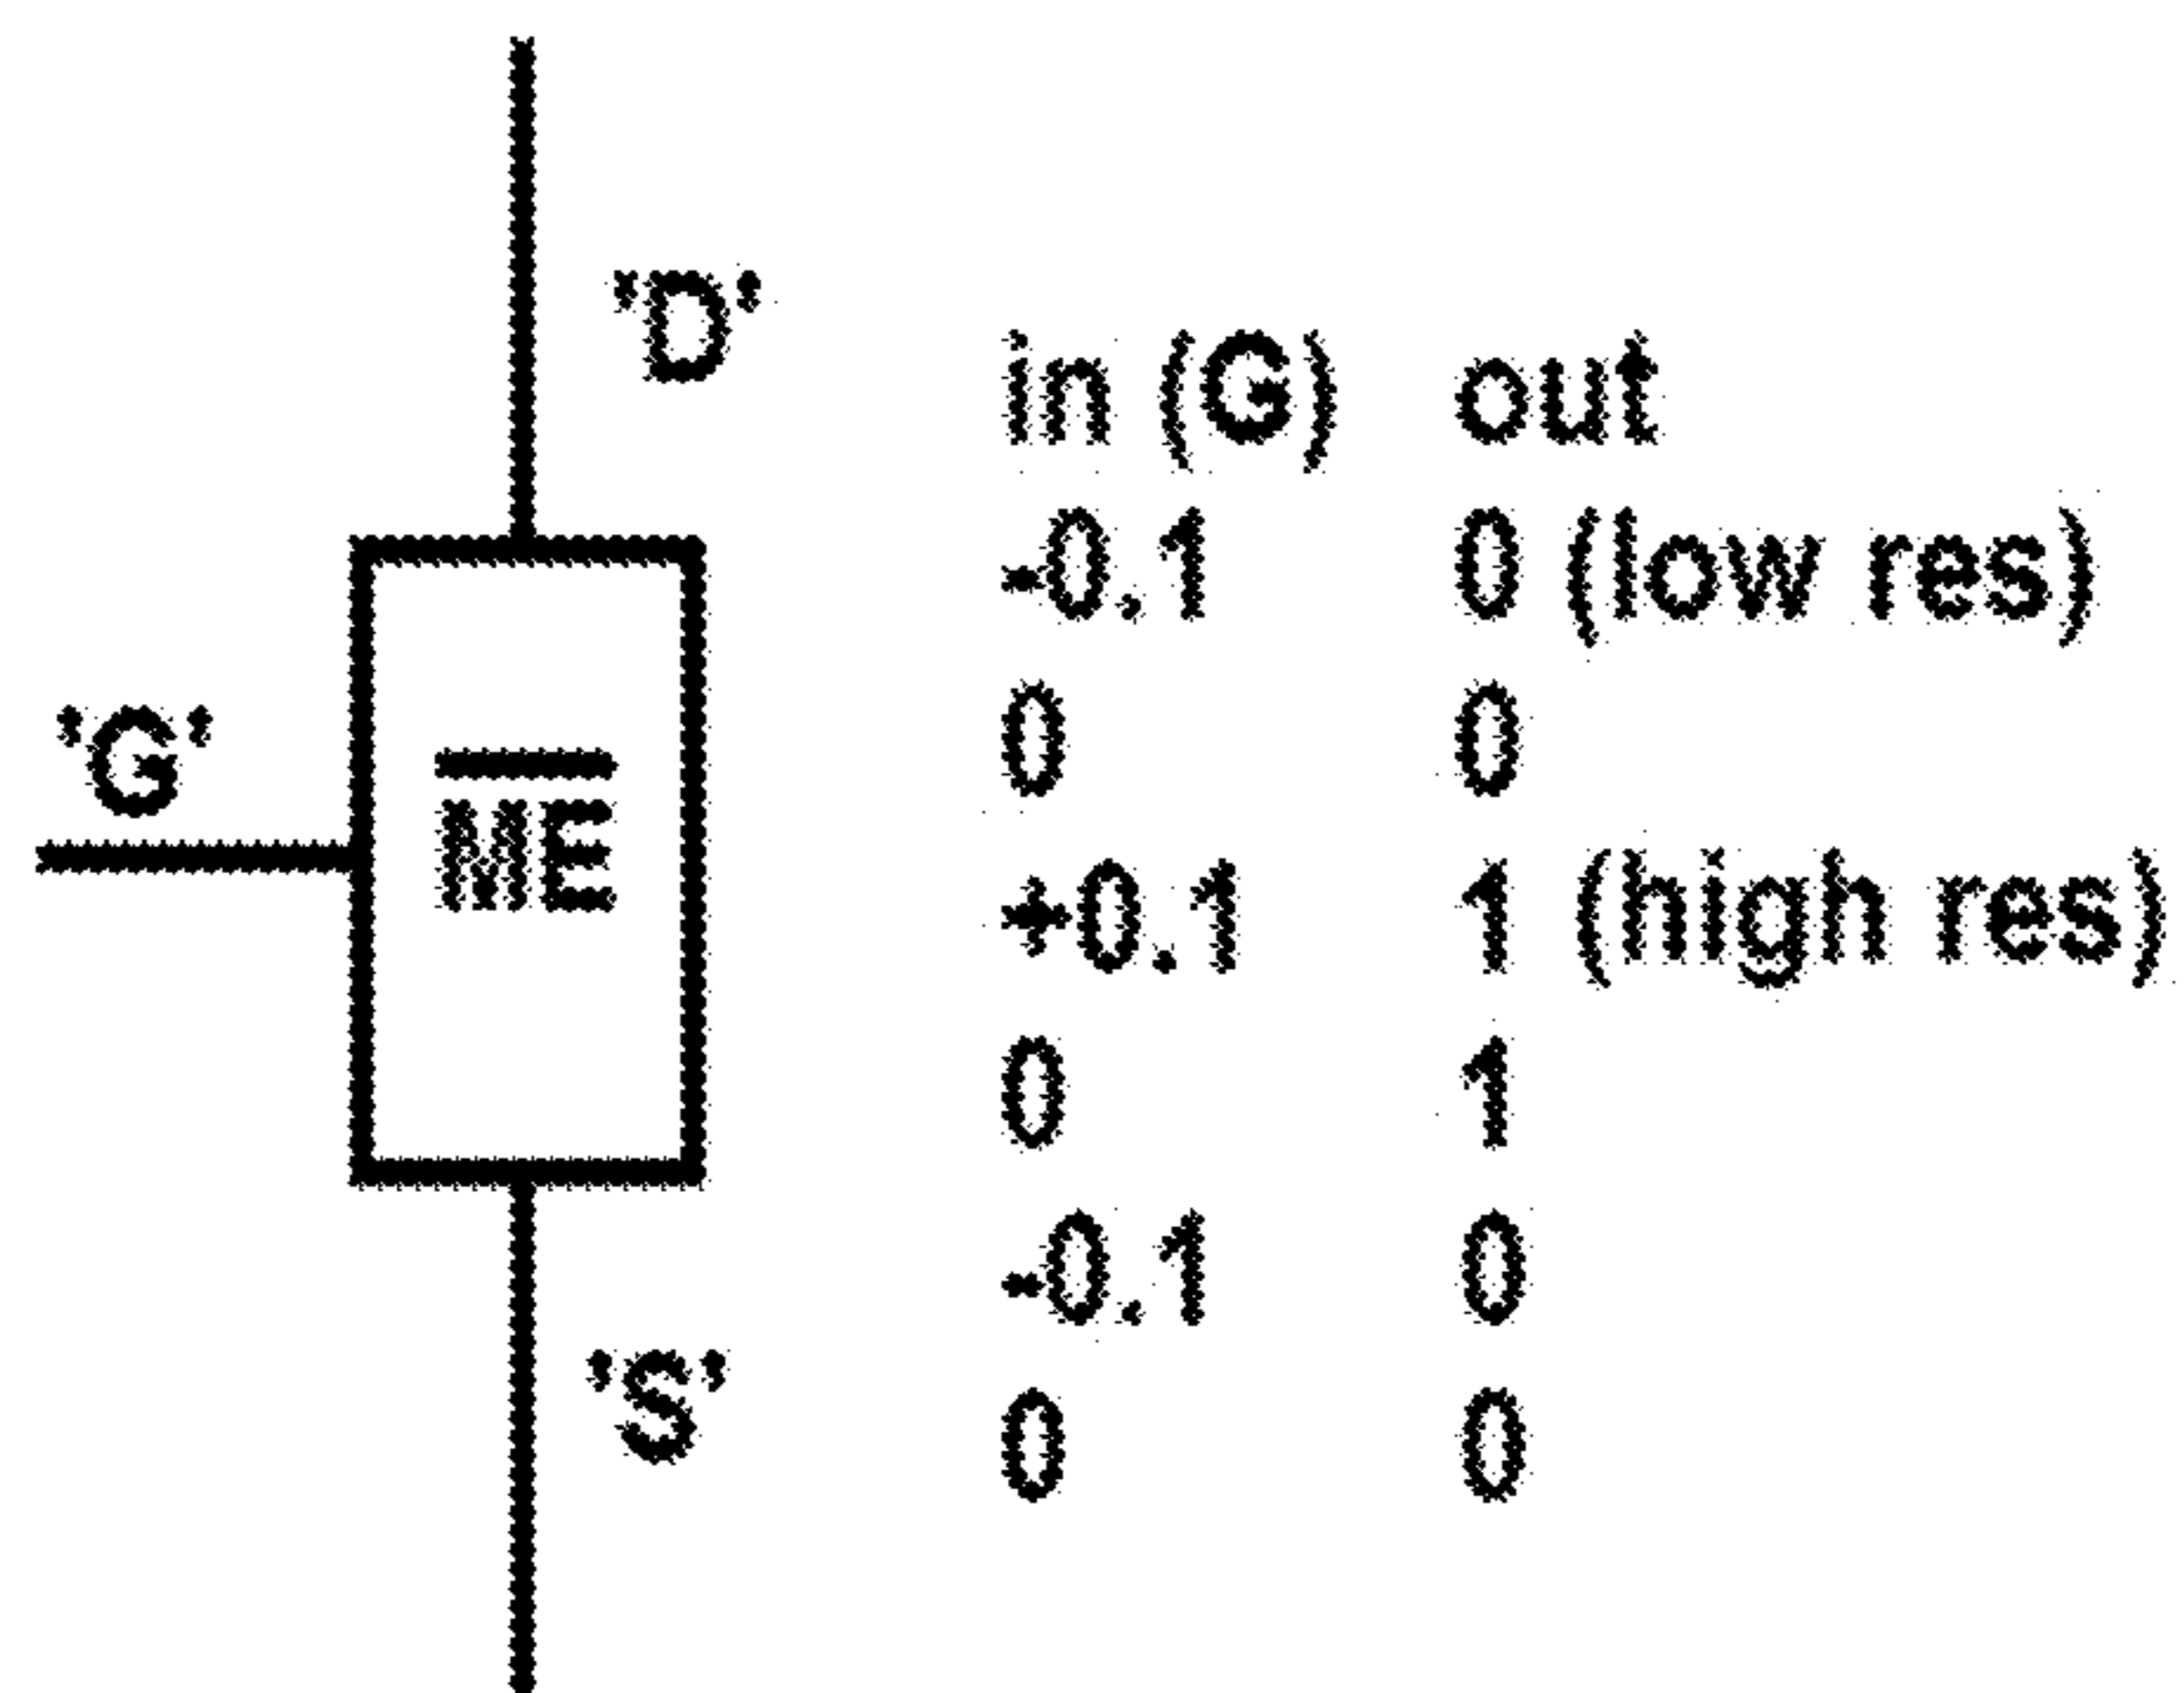 'D'
in (G) out
-0,1 0 (low res)
0 0
'G'
M̅E̅
+0.1 1 (high res)
0 1
-0.1 0
'S'
0 0